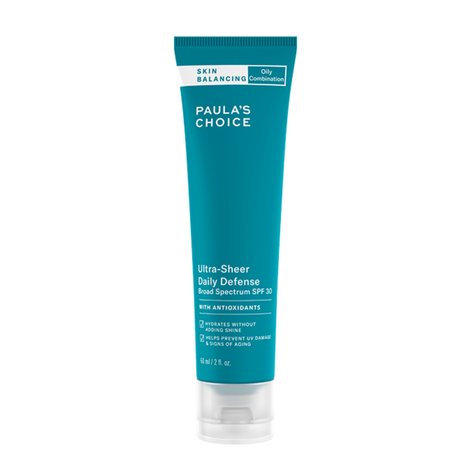 SKIN
BALANCING
Oily
Combination
PAULA'S
CHOICE
Ultra-Sheer
Daily Defense
Broad Spectrum SPF 30
WITH ANTIOXIDANTS
HYDRATES WITHOUT
ADDING SHINE
HELPS PREVENT UV DAMAGE
& SIGNS OF AGING
60 ml / 2 fl. oz.